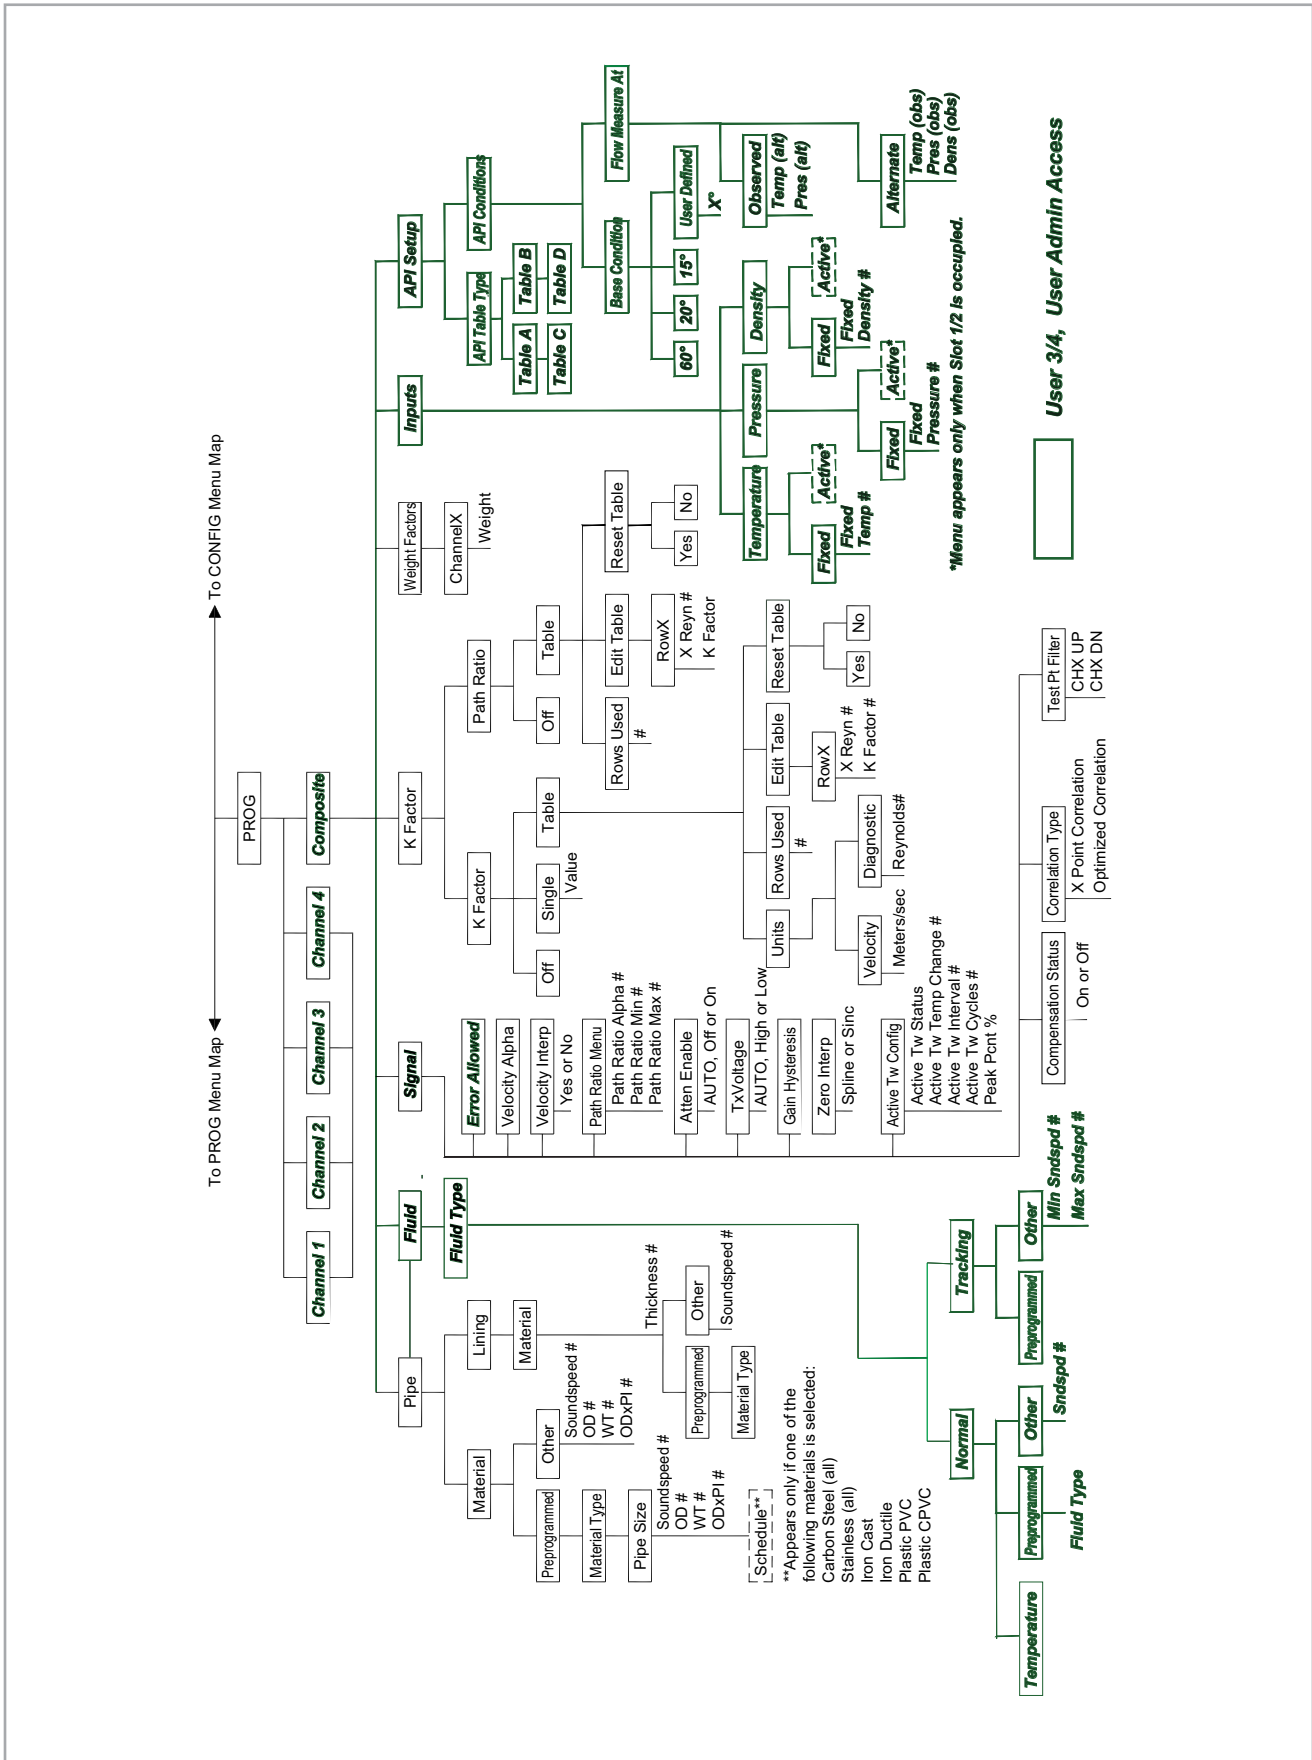 To PROG Menu Map
To CONFIG Menu Map
PROG
Channel 1
Channel 2
Channel 3
Channel 4
Composite
Pipe
Fluid
Signal
K Factor
Weight Factors
Inputs
API Setup
Material
Lining
Fluid Type
Preprogrammed
Other
Soundspeed #
OD #
WT #
ODxPI #
Material Type
Pipe Size
Soundspeed #
OD #
WT #
ODxPI #
Schedule**
**Appears only if one of the
following materials is selected:
Carbon Steel (all)
Stainless (all)
Iron Cast
Iron Ductile
Plastic PVC
Plastic CPVC
Material
Thickness #
Preprogrammed
Other
Soundspeed #
Material Type
Normal
Tracking
Temperature
Preprogrammed
Fluid Type
Other
Sndspd #
Preprogrammed
Other
Min Sndspd #
Max Sndspd #
Error Allowed
Velocity Alpha
Velocity Interp
Yes or No
Path Ratio Menu
Path Ratio Alpha #
Path Ratio Min #
Path Ratio Max #
Atten Enable
AUTO, Off or On
TxVoltage
AUTO, High or Low
Gain Hysteresis
Zero Interp
Spline or Sinc
Active Tw Config
Active Tw Status
Active Tw Temp Change #
Active Tw Interval #
Active Tw Cycles #
Peak Pcnt %
Compensation Status
On or Off
Correlation Type
X Point Correlation
Optimized Correlation
Test Pt Filter
CHX UP
CHX DN
K Factor
Path Ratio
Off
Single
Value
Table
Units
Rows Used
#
Edit Table
Reset Table
Velocity
Meters/sec
Diagnostic
Reynolds#
RowX
X Reyn #
K Factor #
Yes
No
Off
Table
Rows Used
#
Edit Table
Reset Table
RowX
X Reyn #
K Factor
Yes
No
ChannelX
Weight
Temperature
Pressure
Density
Fixed
Active*
Fixed
Temp #
Fixed
Active*
Fixed
Pressure #
Fixed
Active*
Fixed
Density #
*Menu appears only when Slot 1/2 is occupied.
API Table Type
API Conditions
Table A
Table B
Table C
Table D
Base Condition
Flow Measure At
60°
20°
15°
User Defined
X°
Observed
Temp (alt)
Pres (alt)
Alternate
Temp (obs)
Pres (obs)
Dens (obs)
User 3/4, User Admin Access